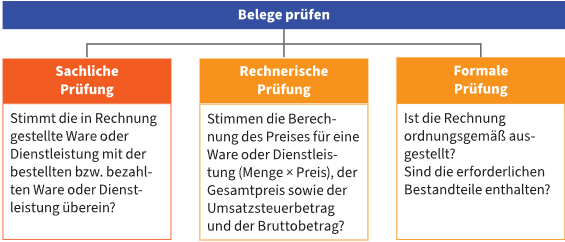 Belege prüfen
Sachliche
Prüfung
Stimmt die in Rechnung
gestellte Ware oder
Dienstleistung mit der
bestellten bzw. bezahl-
ten Ware oder Dienst-
leistung überein?
Rechnerische
Prüfung
Stimmen die Berech-
nung des Preises für eine
Ware oder Dienstleis-
tung (Menge × Preis), der
Gesamtpreis sowie der
Umsatzsteuerbetrag
und der Bruttobetrag?
Formale
Prüfung
Ist die Rechnung
ordnungsgemäß aus-
gestellt?
Sind die erforderlichen
Bestandteile enthalten?